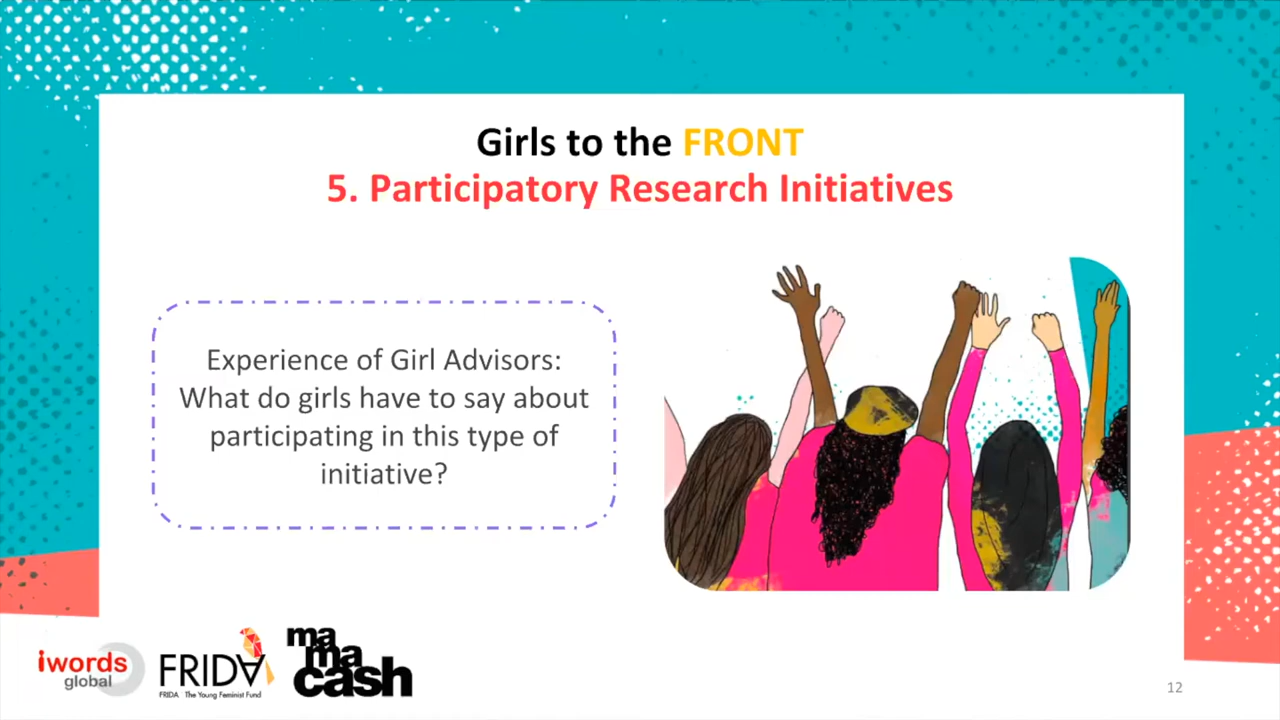 Girls to the FRONT
5. Participatory Research Initiatives
Experience of Girl Advisors:
What do girls have to say about
participating in this type of
initiative?
iwords
global
FRIDA
FRIDA The Young Feminist Fund
ma
ma
cash
12